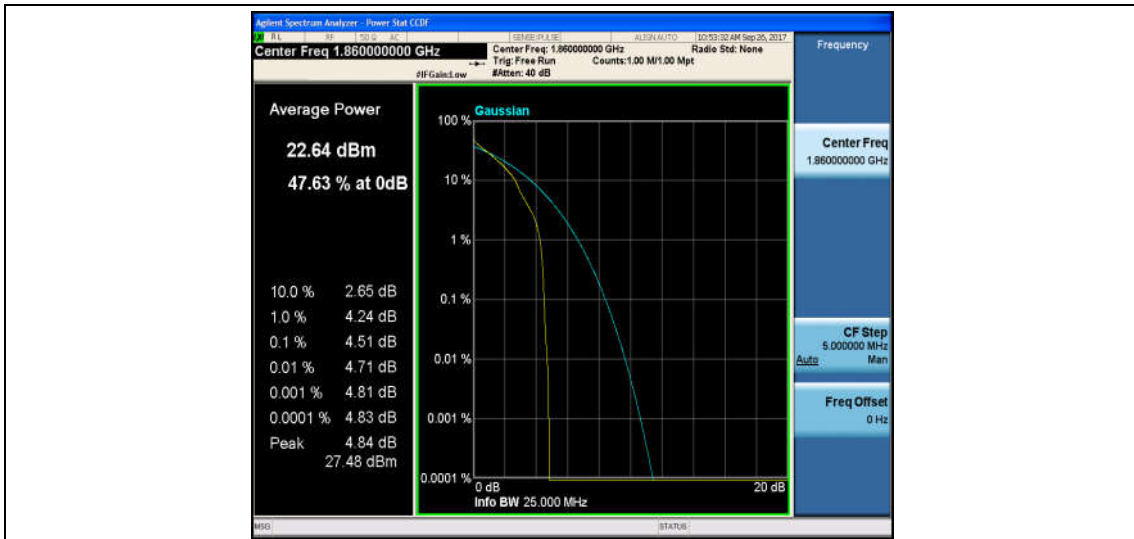 Agilent Spectrum Analyzer - Power Stat CCDF
RL RF 50 Ω AC SENSE:PULSE ALIGNAUTO 10:53:32 AM Sep 26, 2017
Center Freq 1.860000000 GHz
Center Freq: 1.860000000 GHz Radio Std: None
Trig: Free Run Counts:1.00 M/1.00 Mpt
#IFGain:Low #Atten: 40 dB
Frequency
Average Power
22.64 dBm
47.63 % at 0dB
10.0 % 2.65 dB
1.0 % 4.24 dB
0.1 % 4.51 dB
0.01 % 4.71 dB
0.001 % 4.81 dB
0.0001 % 4.83 dB
Peak 4.84 dB
27.48 dBm
Gaussian
100 %
10 %
1 %
0.1 %
0.01 %
0.001 %
0.0001 %
0 dB 20 dB
Info BW 25.000 MHz
Center Freq
1.860000000 GHz
CF Step
5.000000 MHz
Auto Man
Freq Offset
0 Hz
MSG STATUS